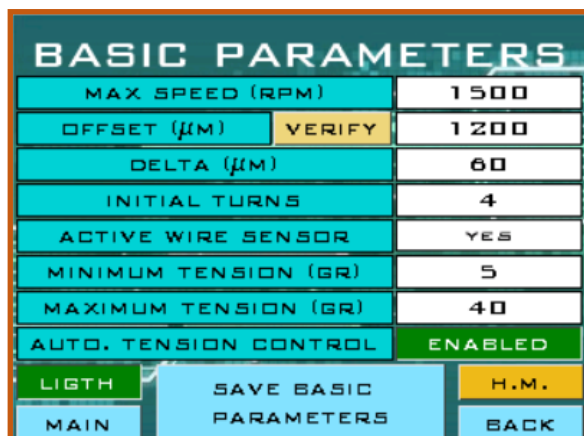 BASIC PARAMETERS
MAX SPEED (RPM) 1500
OFFSET (µM) VERIFY 1200
DELTA (µM) 60
INITIAL TURNS 4
ACTIVE WIRE SENSOR YES
MINIMUM TENSION (GR) 5
MAXIMUM TENSION (GR) 40
AUTO. TENSION CONTROL ENABLED
LIGTH
SAVE BASIC
PARAMETERS
H.M.
MAIN
BACK